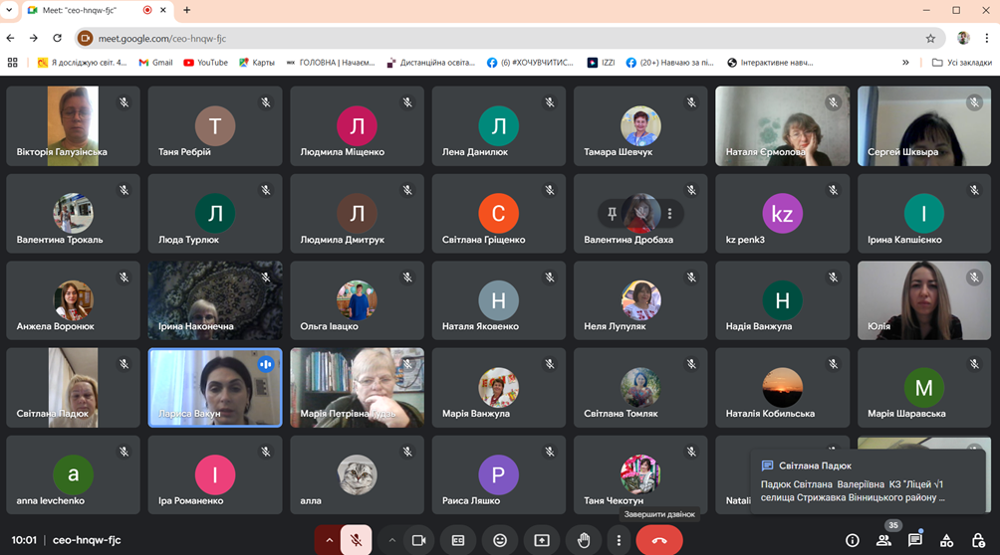 Meet: "ceo-hnqw-fjc"
meet.google.com/ceo-hnqw-fjc
Я досліджую світ. 4...
Gmail
YouTube
Карты
ГОЛОВНА | Начаєм...
Дистанційна освіта...
(6) #ХОЧУВЧИТИС...
IZZI
(20+) Навчаю за пі...
Інтерактивне навч...
»
Усі закладки
Вікторія Галузінська
Т
Таня Ребрій
Л
Людмила Міщенко
Л
Лена Данилюк
Тамара Шевчук
Наталя Єрмолова
Сергей Шквыра
Валентина Трокаль
Л
Люда Турлюк
Л
Людмила Дмитрук
С
Світлана Гріщенко
Валентина Дробаха
kz
kz penk3
І
Ірина Капшієнко
Анжела Воронюк
Ірина Наконечна
Ольга Івацко
Н
Наталя Яковенко
Неля Лупуляк
Н
Надія Ванжула
Юлія
Світлана Падюк
Лариса Вакун
Марія Петрівна Гудзь
Марія Ванжула
Світлана Томляк
Наталія Кобильська
М
Марія Шаравська
a
anna levchenko
І
Іра Романенко
алла
Р
Раиса Ляшко
Таня Чекотун
Natali
Світлана Падюк
Падюк Світлана Валеріївна КЗ "Ліцей √1
селища Стрижавка Вінницького району ...
Завершити дзвінок
10:01
ceo-hnqw-fjc
35